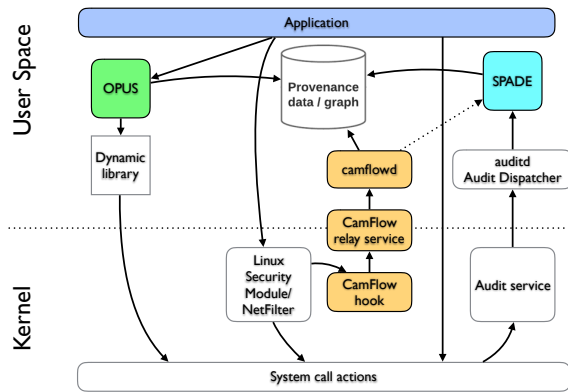 Application
User Space
OPUS
Provenance
data / graph
SPADE
Dynamic
library
camflowd
auditd
Audit Dispatcher
CamFlow
relay service
Kernel
Linux
Security
Module/
NetFilter
CamFlow
hook
Audit service
System call actions